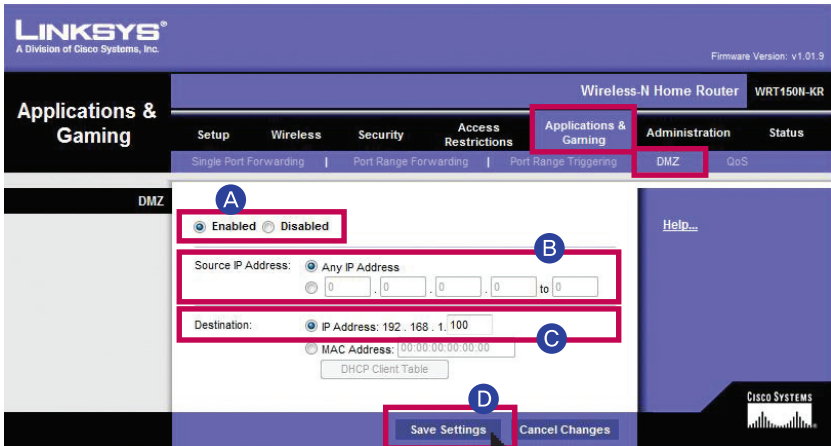 LINKSYS®
A Division of Cisco Systems, Inc.
Firmware Version: v1.01.9
Wireless-N Home Router WRT150N-KR
Applications & Gaming
Setup Wireless Security Access Restrictions Applications & Gaming Administration Status
Single Port Forwarding | Port Range Forwarding | Port Range Triggering DMZ QoS
DMZ
A
Enabled Disabled
Help...
B
Source IP Address: Any IP Address
0 . 0 . 0 . 0 to 0
Destination: IP Address: 192 . 168 . 1. 100
C
MAC Address: 00:00:00:00:00:00
DHCP Client Table
D
CISCO SYSTEMS
Save Settings Cancel Changes